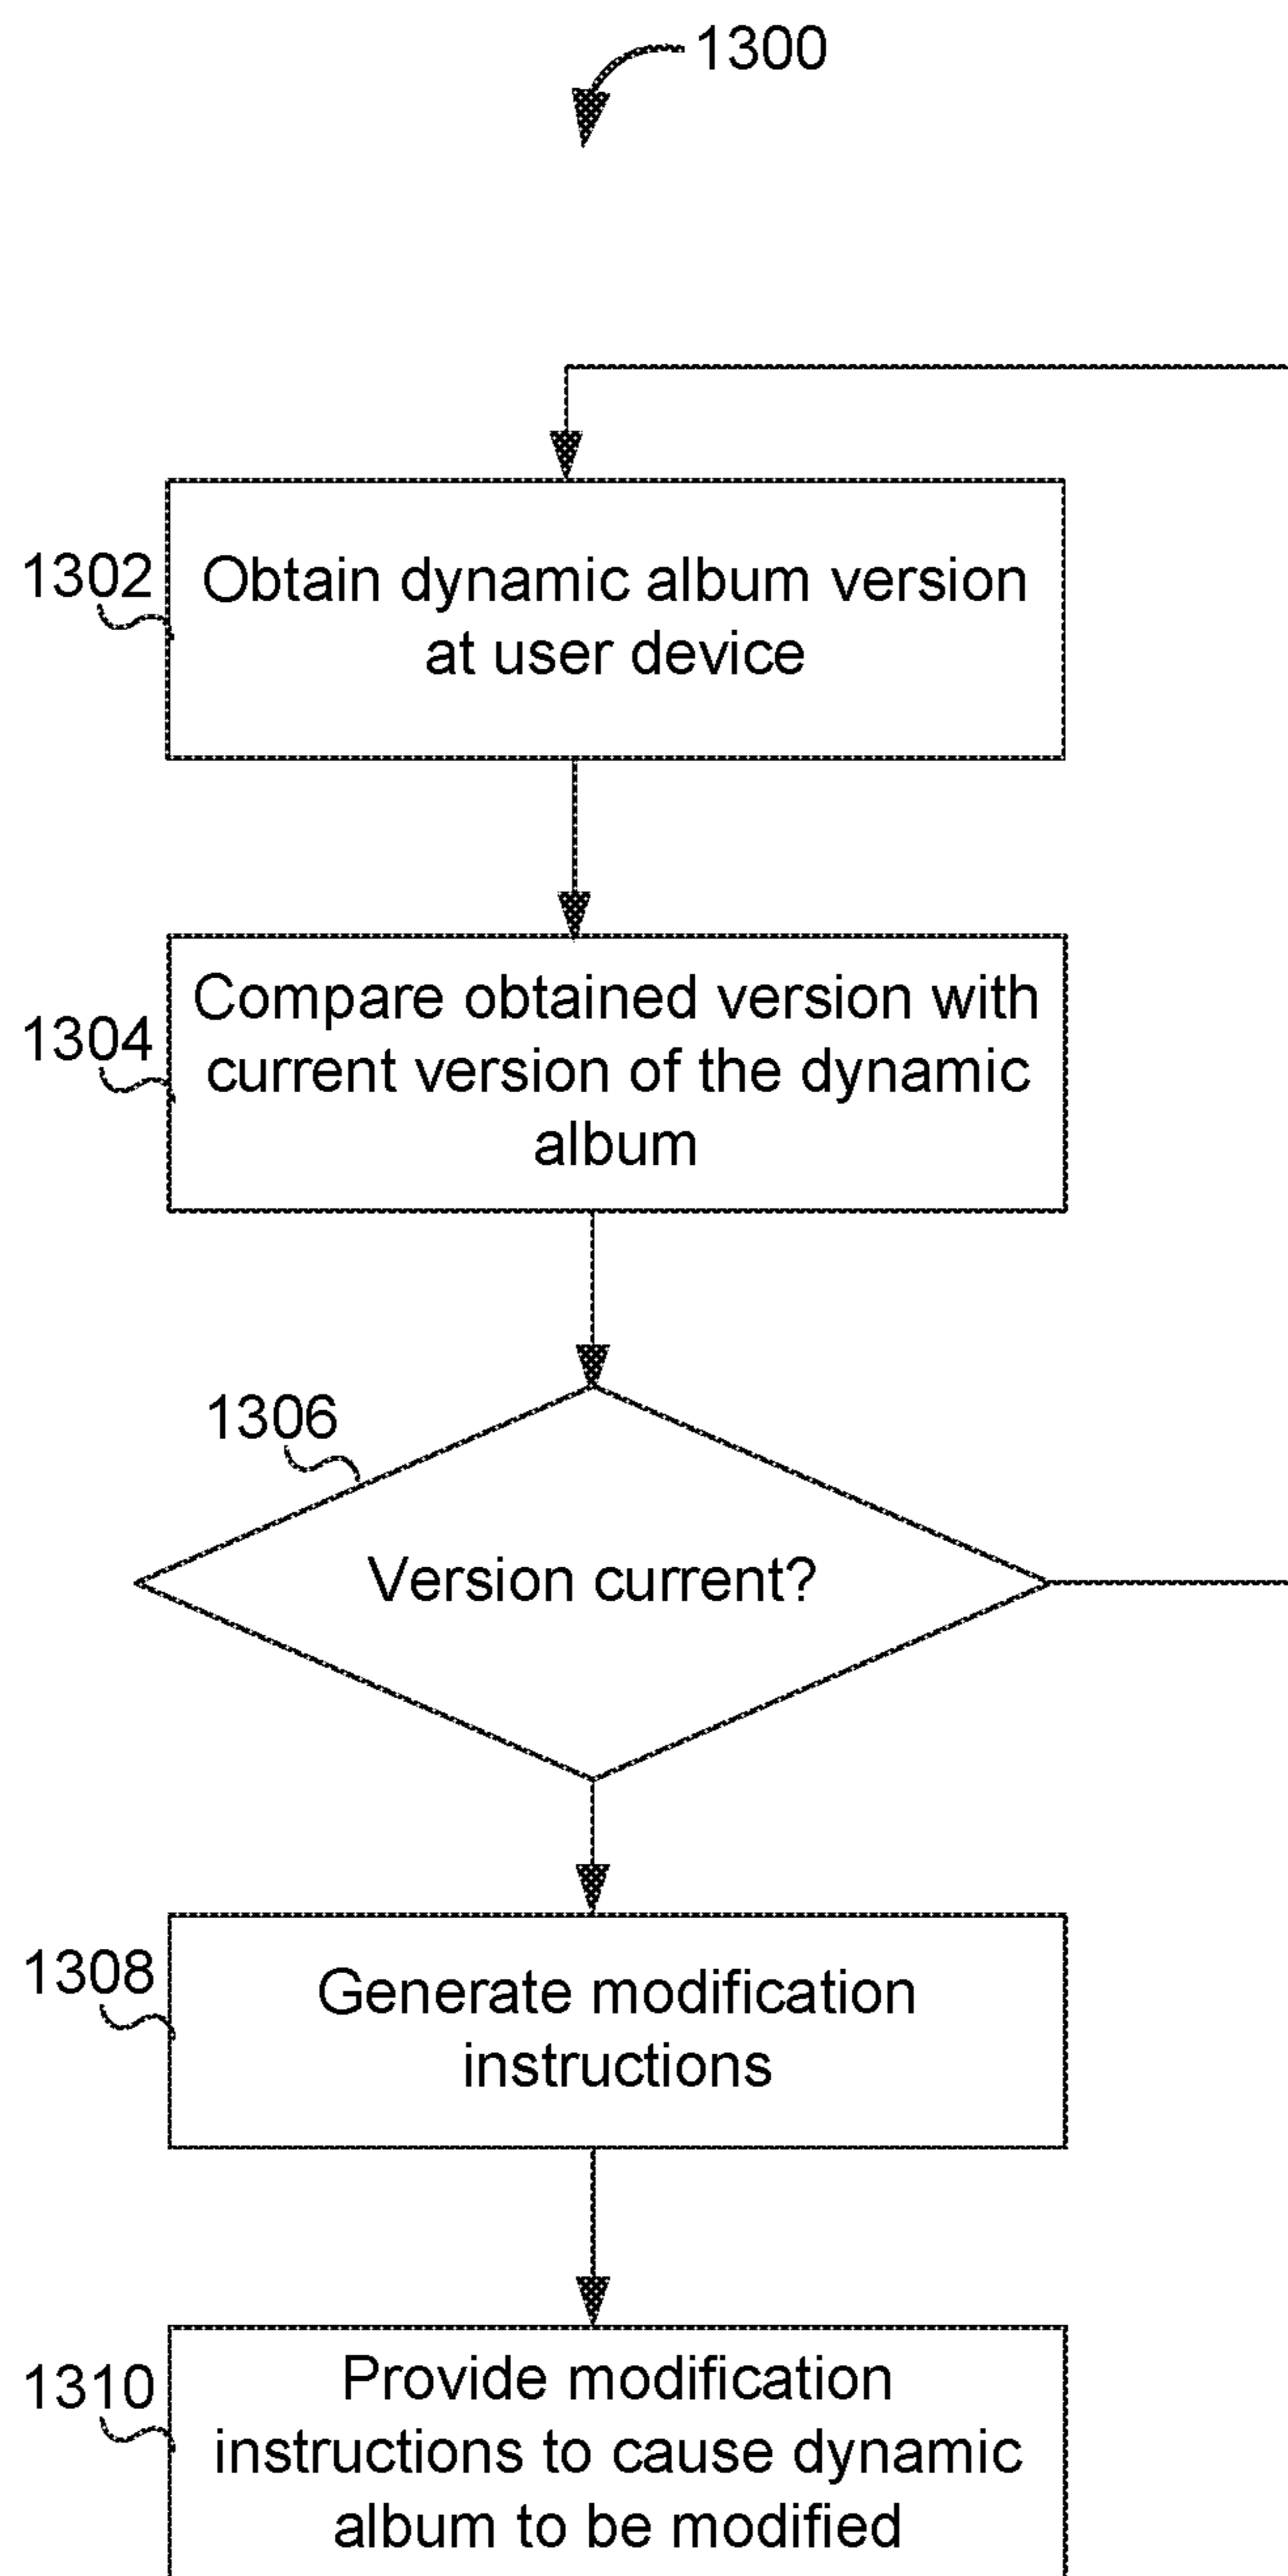 1300
1302
Obtain dynamic album version
at user device
1304
Compare obtained version with
current version of the dynamic
album
1306
Version current?
1308
Generate modification
instructions
1310
Provide modification
instructions to cause dynamic
album to be modified